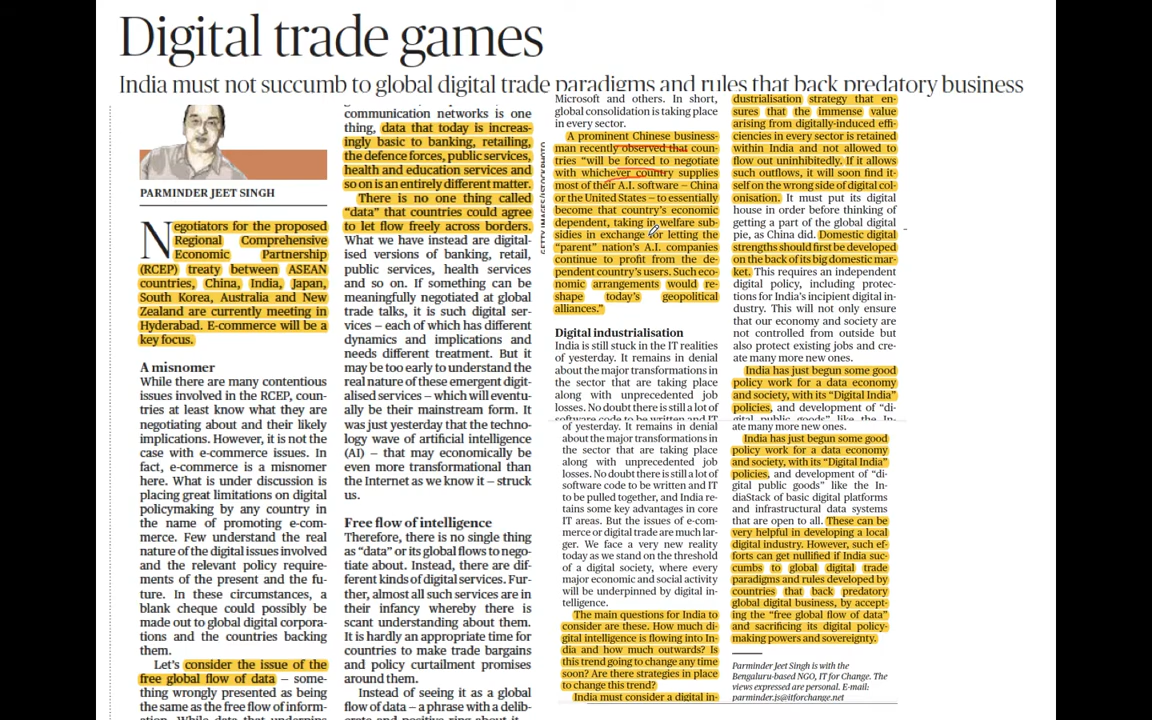 Digital trade games
India must not succumb to global digital trade paradigms and rules that back predatory business
PARMINDER JEET SINGH
Negotiators for the proposed
Regional Comprehensive
Economic Partnership
(RCEP) treaty between ASEAN
countries, China, India, Japan,
South Korea, Australia and New
Zealand are currently meeting in
Hyderabad. E-commerce will be a
key focus.
A misnomer
While there are many contentious
issues involved in the RCEP, coun-
tries at least know what they are
negotiating about and their likely
implications. However, it is not the
case with e-commerce issues. In
fact, e-commerce is a misnomer
here. What is under discussion is
placing great limitations on digital
policymaking by any country in
the name of promoting e-com-
merce. Few understand the real
nature of the digital issues involved
and the relevant policy require-
ments of the present and the fu-
ture. In these circumstances, a
blank cheque could possibly be
made out to global digital corpora-
tions and the countries backing
them.
Let's consider the issue of the
free global flow of data – some-
thing wrongly presented as being
the same as the free flow of inform-
ation. While data that underpins
communication networks is one
thing, data that today is increas-
ingly basic to banking, retailing,
the defence forces, public services,
health and education services and
so on is an entirely different matter.
There is no one thing called
“data” that countries could agree
to let flow freely across borders.
What we have instead are digital-
ised versions of banking, retail,
public services, health services
and so on. If something can be
meaningfully negotiated at global
trade talks, it is such digital ser-
vices – each of which has different
dynamics and implications and
needs different treatment. But it
may be too early to understand the
real nature of these emergent digit-
alised services – which will eventu-
ally be their mainstream form. It
was just yesterday that the techno-
logy wave of artificial intelligence
(AI) – that may economically be
even more transformational than
the Internet as we know it – struck
us.
Free flow of intelligence
Therefore, there is no single thing
as “data” or its global flows to nego-
tiate about. Instead, there are dif-
ferent kinds of digital services. Fur-
ther, almost all such services are in
their infancy whereby there is
scant understanding about them.
It is hardly an appropriate time for
countries to make trade bargains
and policy curtailment promises
around them.
Instead of seeing it as a global
flow of data – a phrase with a delib-
erate and positive ring about it
GETTY IMAGES/ISTOCKPHOTO
Microsoft and others. In short,
global consolidation is taking place
in every sector.
A prominent Chinese business-
man recently observed that coun-
tries “will be forced to negotiate
with whichever country supplies
most of their A.I. software – China
or the United States – to essentially
become that country's economic
dependent, taking in welfare sub-
sidies in exchange for letting the
“parent” nation's A.I. companies
continue to profit from the de-
pendent country's users. Such eco-
nomic arrangements would re-
shape today's geopolitical
alliances.”
Digital industrialisation
India is still stuck in the IT realities
of yesterday. It remains in denial
about the major transformations in
the sector that are taking place
along with unprecedented job
losses. No doubt there is still a lot of
software code to be written and IT
of yesterday. It remains in denial
about the major transformations in
the sector that are taking place
along with unprecedented job
losses. No doubt there is still a lot of
software code to be written and IT
to be pulled together, and India re-
tains some key advantages in core
IT areas. But the issues of e-com-
merce or digital trade are much lar-
ger. We face a very new reality
today as we stand on the threshold
of a digital society, where every
major economic and social activity
will be underpinned by digital in-
telligence.
The main questions for India to
consider are these. How much di-
gital intelligence is flowing into In-
dia and how much outwards? Is
this trend going to change any time
soon? Are there strategies in place
to change this trend?
India must consider a digital in-
dustrialisation strategy that en-
sures that the immense value
arising from digitally-induced effi-
ciencies in every sector is retained
within India and not allowed to
flow out uninhibitedly. If it allows
such outflows, it will soon find it-
self on the wrong side of digital col-
onisation. It must put its digital
house in order before thinking of
getting a part of the global digital
pie, as China did. Domestic digital
strengths should first be developed
on the back of its big domestic mar-
ket. This requires an independent
digital policy, including protec-
tions for India's incipient digital in-
dustry. This will not only ensure
that our economy and society are
not controlled from outside but
also protect existing jobs and cre-
ate many more new ones.
India has just begun some good
policy work for a data economy
and society, with its “Digital India”
policies, and development of “di-
gital public goods” like the In-
ate many more new ones.
India has just begun some good
policy work for a data economy
and society, with its “Digital India”
policies, and development of “di-
gital public goods” like the In-
diaStack of basic digital platforms
and infrastructural data systems
that are open to all. These can be
very helpful in developing a local
digital industry. However, such ef-
forts can get nullified if India suc-
cumbs to global digital trade
paradigms and rules developed by
countries that back predatory
global digital business, by accept-
ing the “free global flow of data”
and sacrificing its digital policy-
making powers and sovereignty.
Parminder Jeet Singh is with the
Bengaluru-based NGO, IT for Change. The
views expressed are personal. E-mail:
parminder.js@itforchange.net